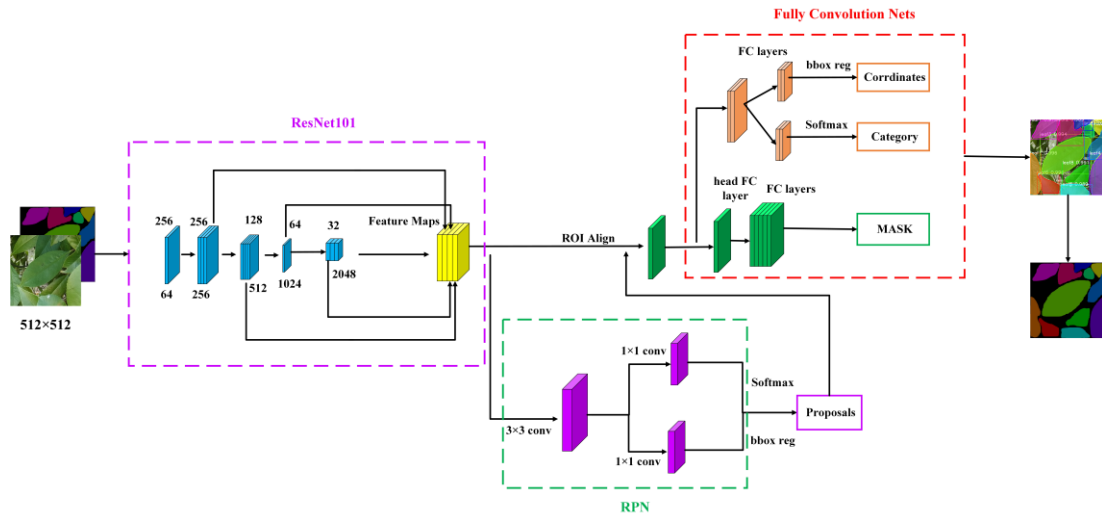 Fully Convolution Nets
FC layers
bbox reg
Corrdinates
Softmax
Category
head FC
layer
FC layers
MASK
ResNet101
256
256
128
64
32
Feature Maps
64
256
512
1024
2048
512×512
ROI Align
1×1 conv
3×3 conv
1×1 conv
Softmax
bbox reg
Proposals
RPN